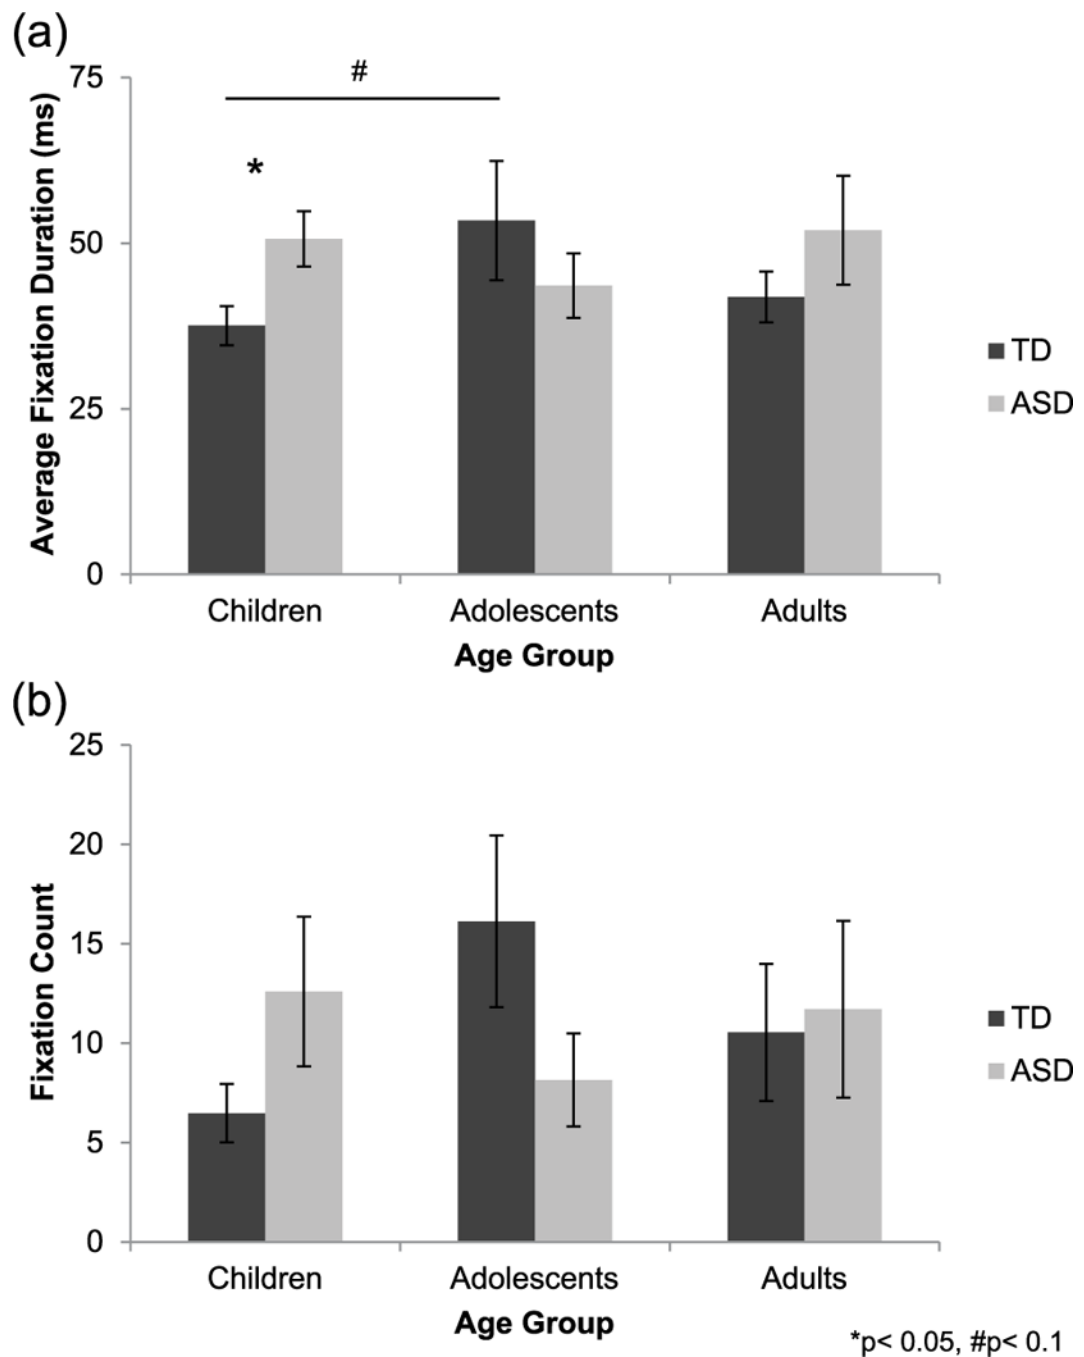 (a)
Average Fixation Duration (ms)
75
50
25
0
#
*
Children
Adolescents
Adults
Age Group
TD
ASD
(b)
Fixation Count
25
20
15
10
5
0
Children
Adolescents
Adults
Age Group
TD
ASD
*p< 0.05, #p< 0.1